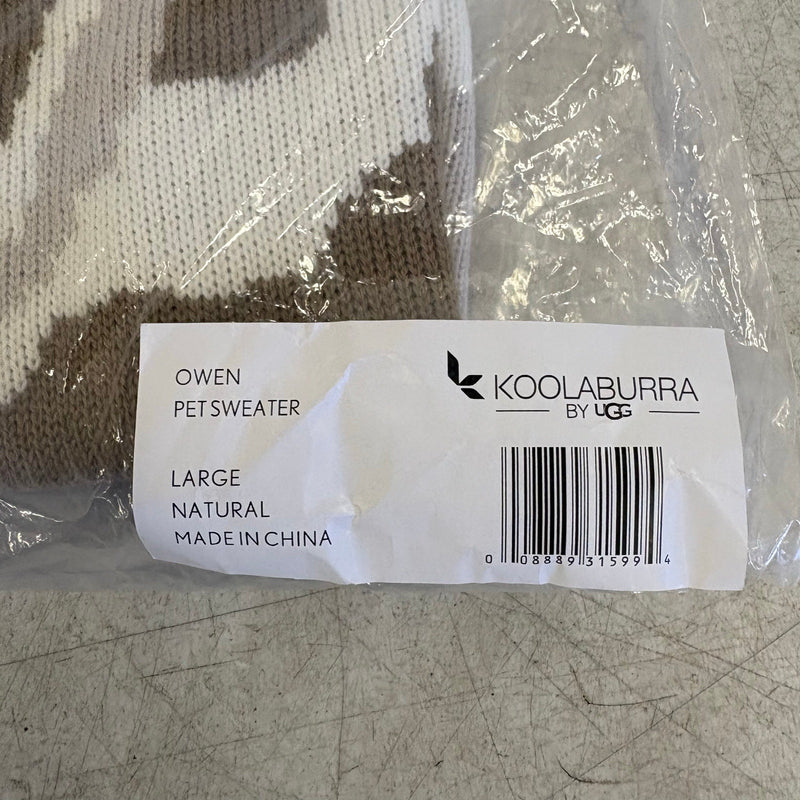 OWEN
PET SWEATER
LARGE
NATURAL
MADE IN CHINA
KOOLABURRA
BY UGG
0 08889 31599 4